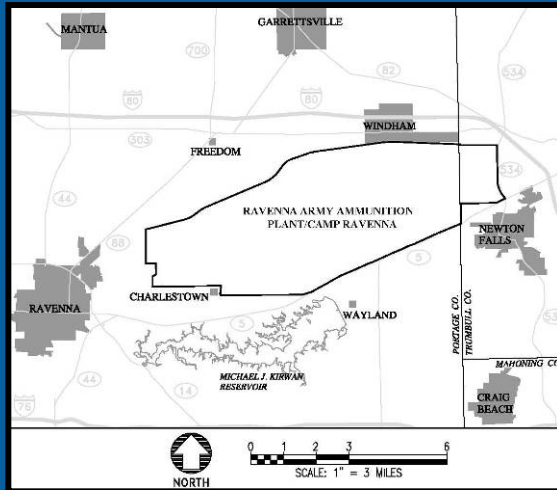 MANTUA
GARRETTSVILLE
700
82
534
80
80
WINDHAM
303
FREEDOM
534
44
RAVENNA ARMY AMMUNITION
PLANT/CAMP RAVENNA
88
NEWTON
FALLS
5
CHARLESTOWN
RAVENNA
WAYLAND
5
PORTAGE CO.
TRUMBULL CO.
53
MAHONING CO
MICHAEL J. KIRWAN
RESERVOIR
44
14
CRAIG
BEACH
76
0 1 2 3 6
SCALE: 1" = 3 MILES
NORTH